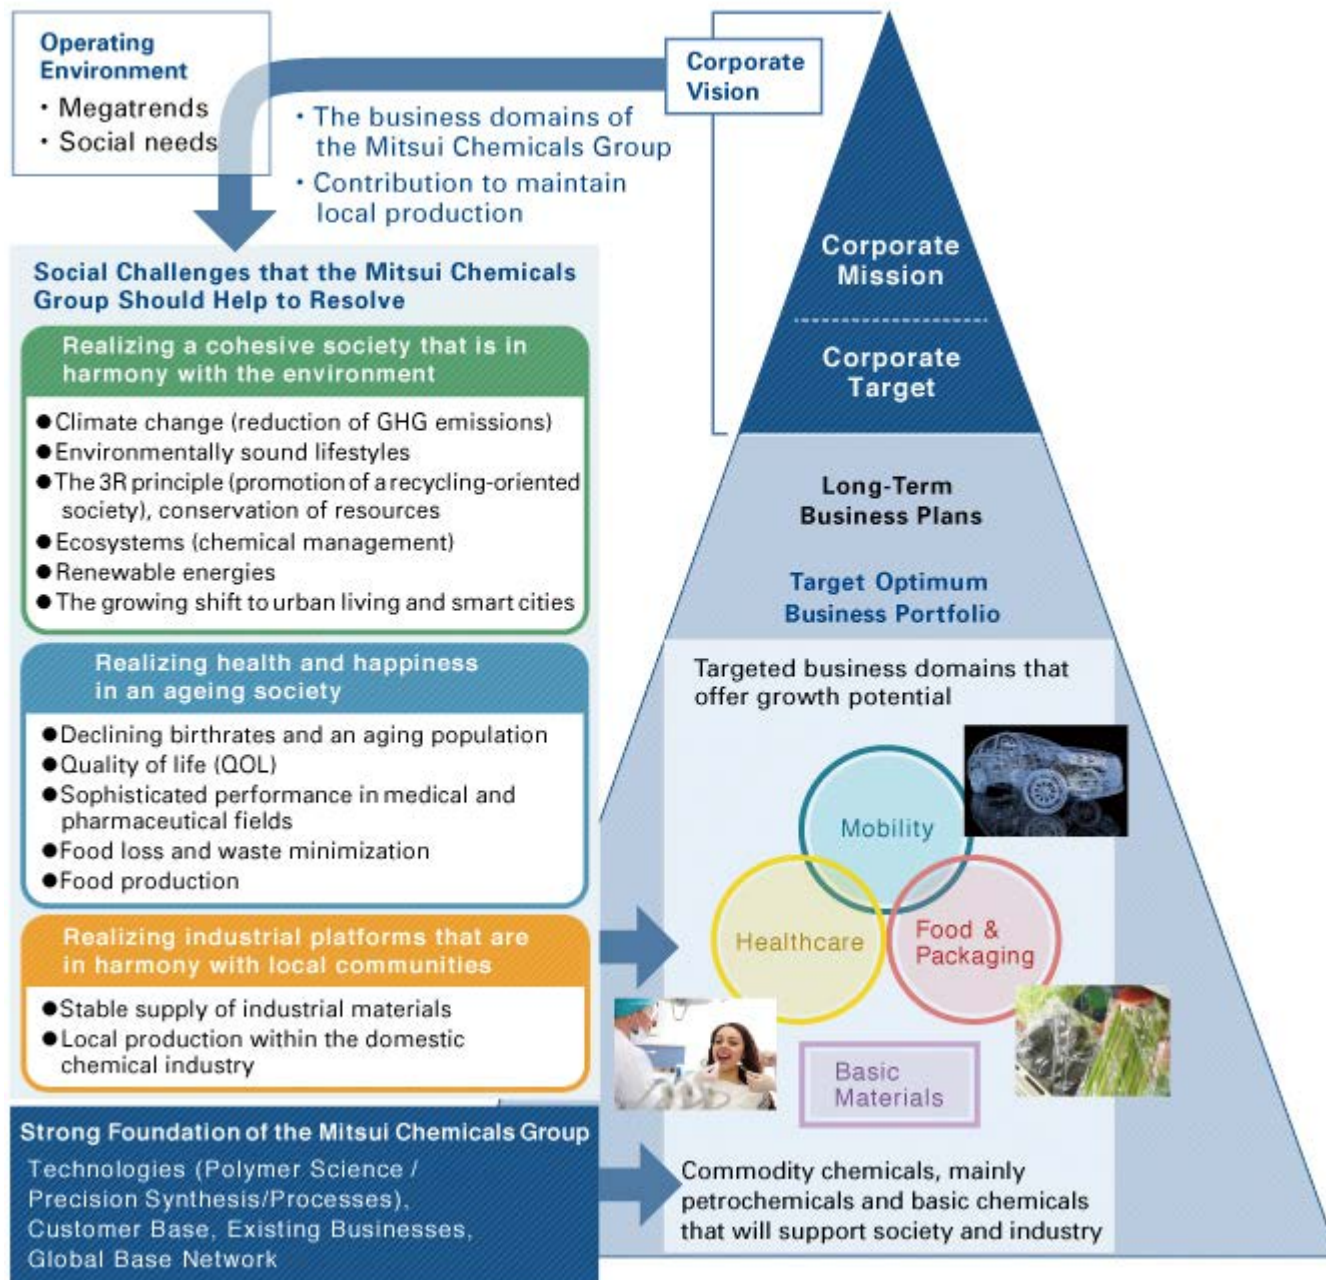 Operating
Environment
・Megatrends
・Social needs
Corporate
Vision
・The business domains of
the Mitsui Chemicals Group
・Contribution to maintain
local production
Social Challenges that the Mitsui Chemicals
Group Should Help to Resolve
Realizing a cohesive society that is in
harmony with the environment
●Climate change (reduction of GHG emissions)
●Environmentally sound lifestyles
●The 3R principle (promotion of a recycling-oriented
society), conservation of resources
●Ecosystems (chemical management)
●Renewable energies
●The growing shift to urban living and smart cities
Realizing health and happiness
in an ageing society
●Declining birthrates and an aging population
●Quality of life (QOL)
●Sophisticated performance in medical and
pharmaceutical fields
●Food loss and waste minimization
●Food production
Realizing industrial platforms that are
in harmony with local communities
●Stable supply of industrial materials
●Local production within the domestic
chemical industry
Strong Foundation of the Mitsui Chemicals Group
Technologies (Polymer Science /
Precision Synthesis/Processes),
Customer Base, Existing Businesses,
Global Base Network
Corporate
Mission
Corporate
Target
Long-Term
Business Plans
Target Optimum
Business Portfolio
Targeted business domains that
offer growth potential
Mobility
Healthcare
Food &
Packaging
Basic
Materials
Commodity chemicals, mainly
petrochemicals and basic chemicals
that will support society and industry